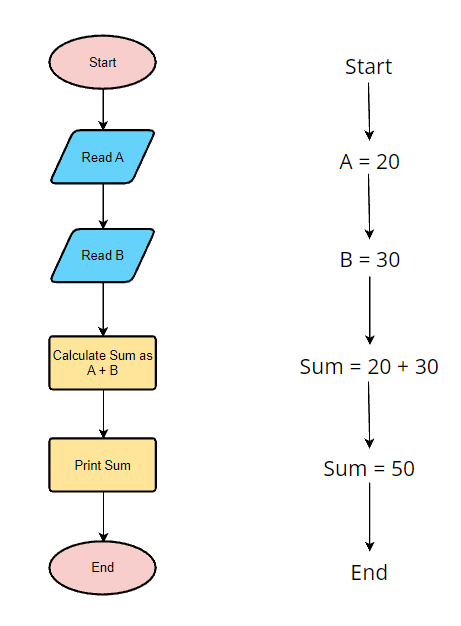 Start
Read A
Read B
Calculate Sum as
A + B
Print Sum
End
Start
A = 20
B = 30
Sum = 20 + 30
Sum = 50
End